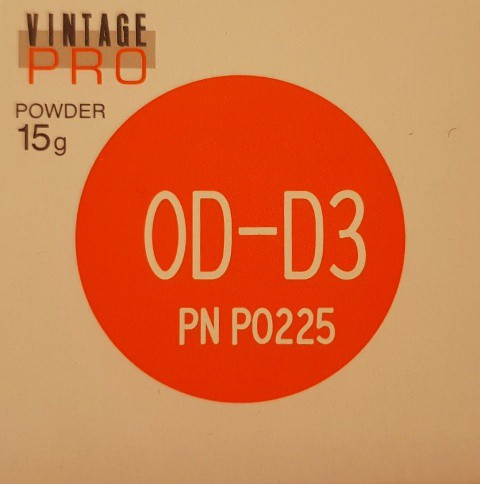 VINTAGE
PRO
POWDER
15g
OD-D3
PN P0225